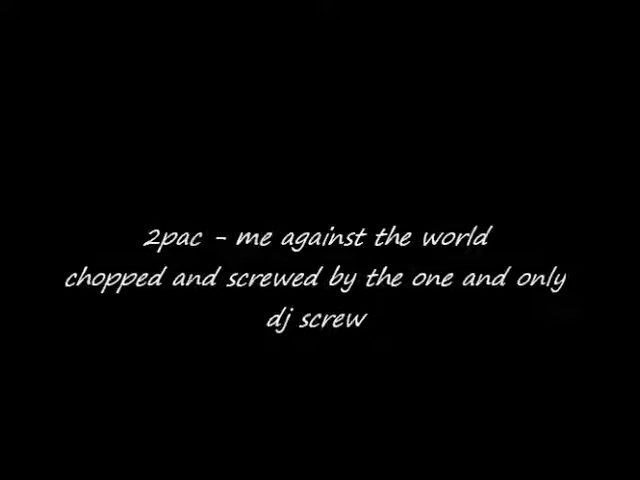 2pac - me against the world
chopped and screwed by the one and only
dj screw